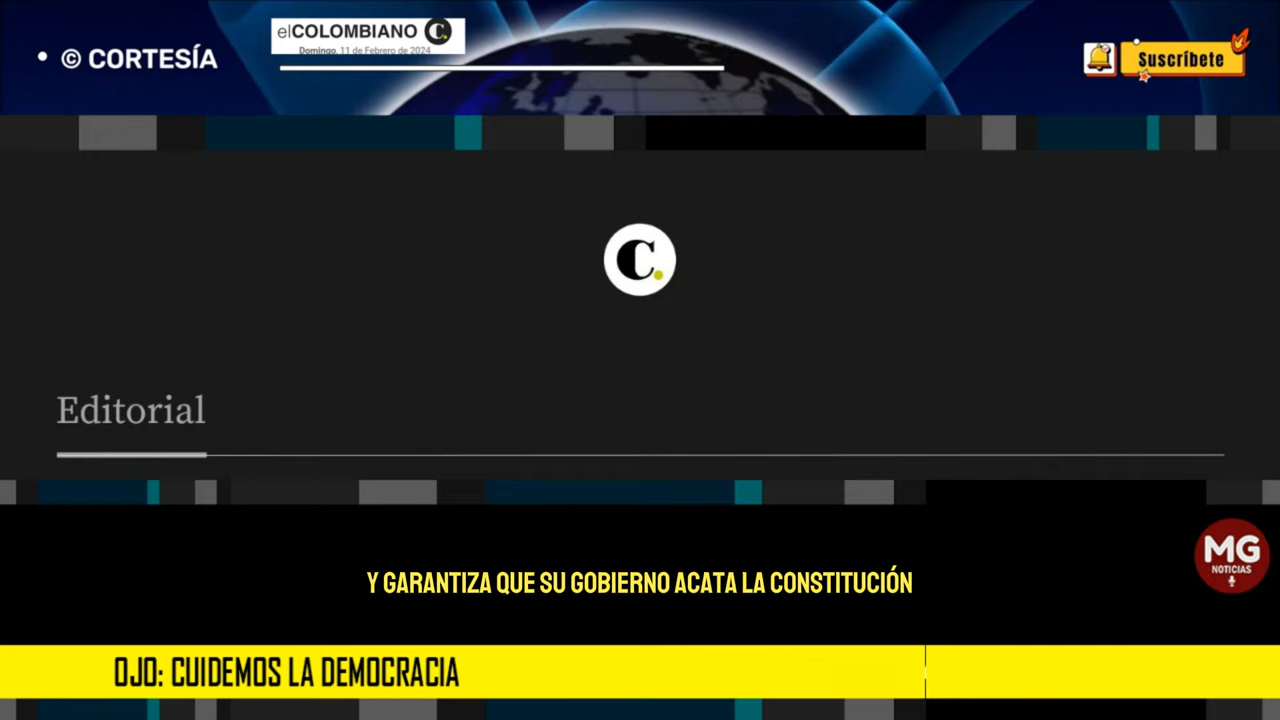 • © CORTESÍA
elCOLOMBIANO C.
Domingo, 11 de Febrero de 2024
Suscríbete
C.
Editorial
Y GARANTIZA QUE SU GOBIERNO ACATA LA CONSTITUCIÓN
MG
NOTICIAS
OJO: CUIDEMOS LA DEMOCRACIA